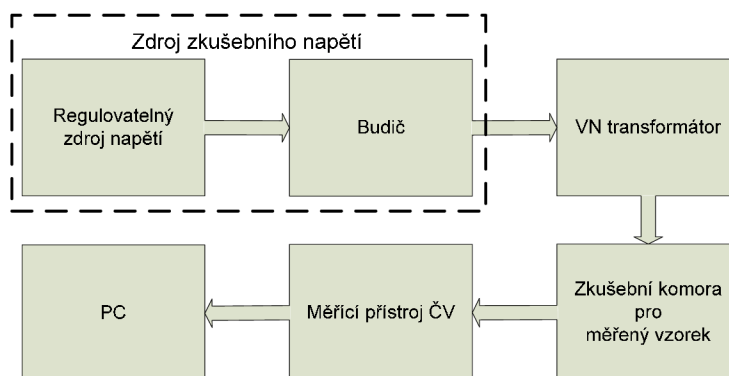 Zdroj zkušebního napětí
Regulovatelný
zdroj napětí
Budič
VN transformátor
PC
Měřící přístroj ČV
Zkušební komora
pro
měřený vzorek